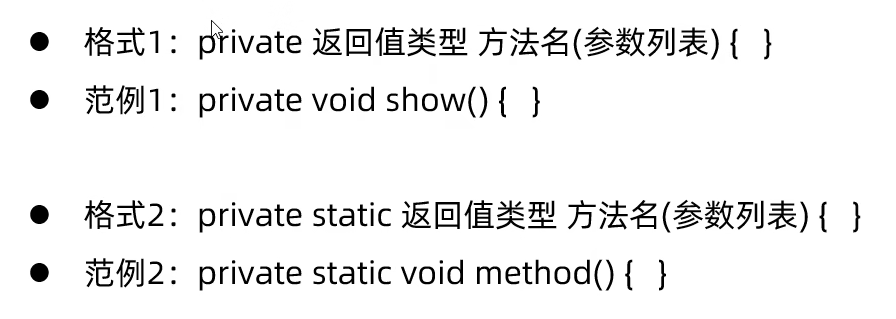 ● 格式1：private 返回值类型 方法名(参数列表) {   }
● 范例1：private void show() {   }
● 格式2：private static 返回值类型 方法名(参数列表) {   }
● 范例2：private static void method() {   }